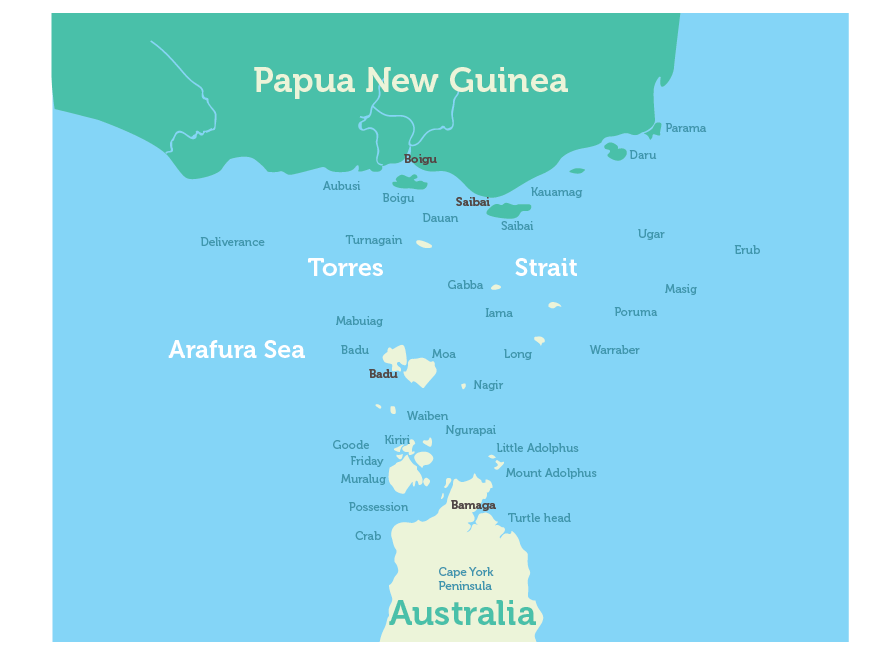 Papua New Guinea
Parama
Daru
Boigu
Aubusi
Boigu
Kauamag
Saibai
Dauan
Saibai
Ugar
Deliverance
Turnagain
Erub
Torres
Strait
Gabba
Masig
Iama
Poruma
Mabuiag
Arafura Sea
Badu
Moa
Long
Warraber
Badu
Nagir
Waiben
Ngurapai
Kiriri
Goode
Little Adolphus
Friday
Mount Adolphus
Muralug
Possession
Bamaga
Turtle head
Crab
Cape York
Peninsula
Australia